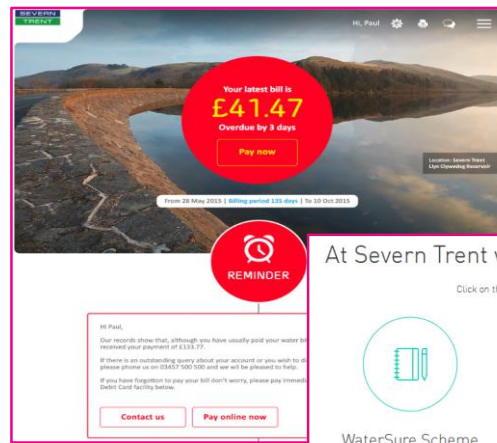 SEVERN
TRENT
Hi, Paul
Your latest bill is
£41.47
Overdue by 3 days
Pay now
Location: Severn Trent
Llyn Clywedog Reservoir
From 28 May 2015 | Billing period 135 days | To 10 Oct 2015
REMINDER
Hi Paul,
Our records show that, although you have usually paid your water bil
received your payment of £133.77.
If there is an outstanding query about your account or you wish to di
please phone us on 03457 500 500 and we will be pleased to help.
If you have forgotten to pay your bill don't worry, please pay immedi
Debit Card facility below.
Contact us
Pay online now
At Severn Trent
Click on th
WaterSure Scheme